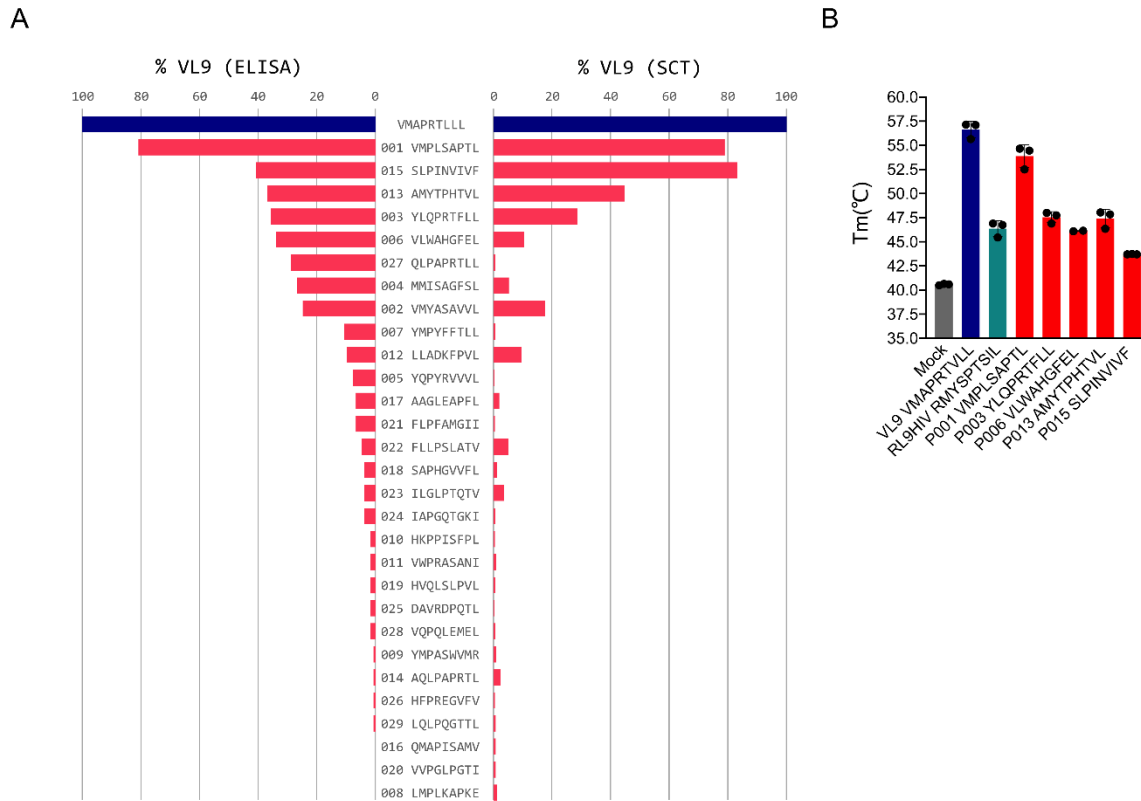 A
B
% VL9 (ELISA)
% VL9 (SCT)
100 80 60 40 20 0
0 20 40 60 80 100
VMAPRTLLL
001 VMPLSAPTL
015 SLPINVIVF
013 AMYTPHTVL
003 YLQPRTFLL
006 VLWAHGFEL
027 QLPAPRTLL
004 MMISAGFSL
002 VMYASAVVL
007 YMPYFFTLL
012 LLADKFPVL
005 YQPYRVVVL
017 AAGLEAPFL
021 FLPFAMGII
022 FLLPSLATV
018 SAPHGVVFL
023 ILGLPTQTV
024 IAPGQTGKI
010 HKPPISFPL
011 VWPRASANI
019 HVQLSLPVL
025 DAVRDPQTL
028 VQPQLEMEL
009 YMPASWVMR
014 AQLPAPRTL
026 HFPREGVFV
029 LQLPQGTTL
016 QMAPISAMV
020 VVPGLPGTI
008 LMPLKAPKE
Tm(℃)
60.0
57.5
55.0
52.5
50.0
47.5
45.0
42.5
40.0
37.5
35.0
Mock
VL9 VMAPRTVLL
RL9HIV RMYSPTSIL
P001 VMPLSAPTL
P003 YLQPRTFLL
P006 VLWAHGFEL
P013 AMYTPHTVL
P015 SLPINVIVF